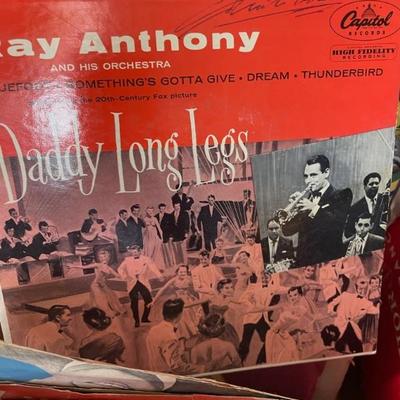 Ray Anthony
AND HIS ORCHESTRA
Capitol
RECORDS
HIGH FIDELITY
RECORDING
SOMETHING'S GOTTA GIVE • DREAM • THUNDERBIRD
the 20th-Century Fox picture
Daddy Long Legs